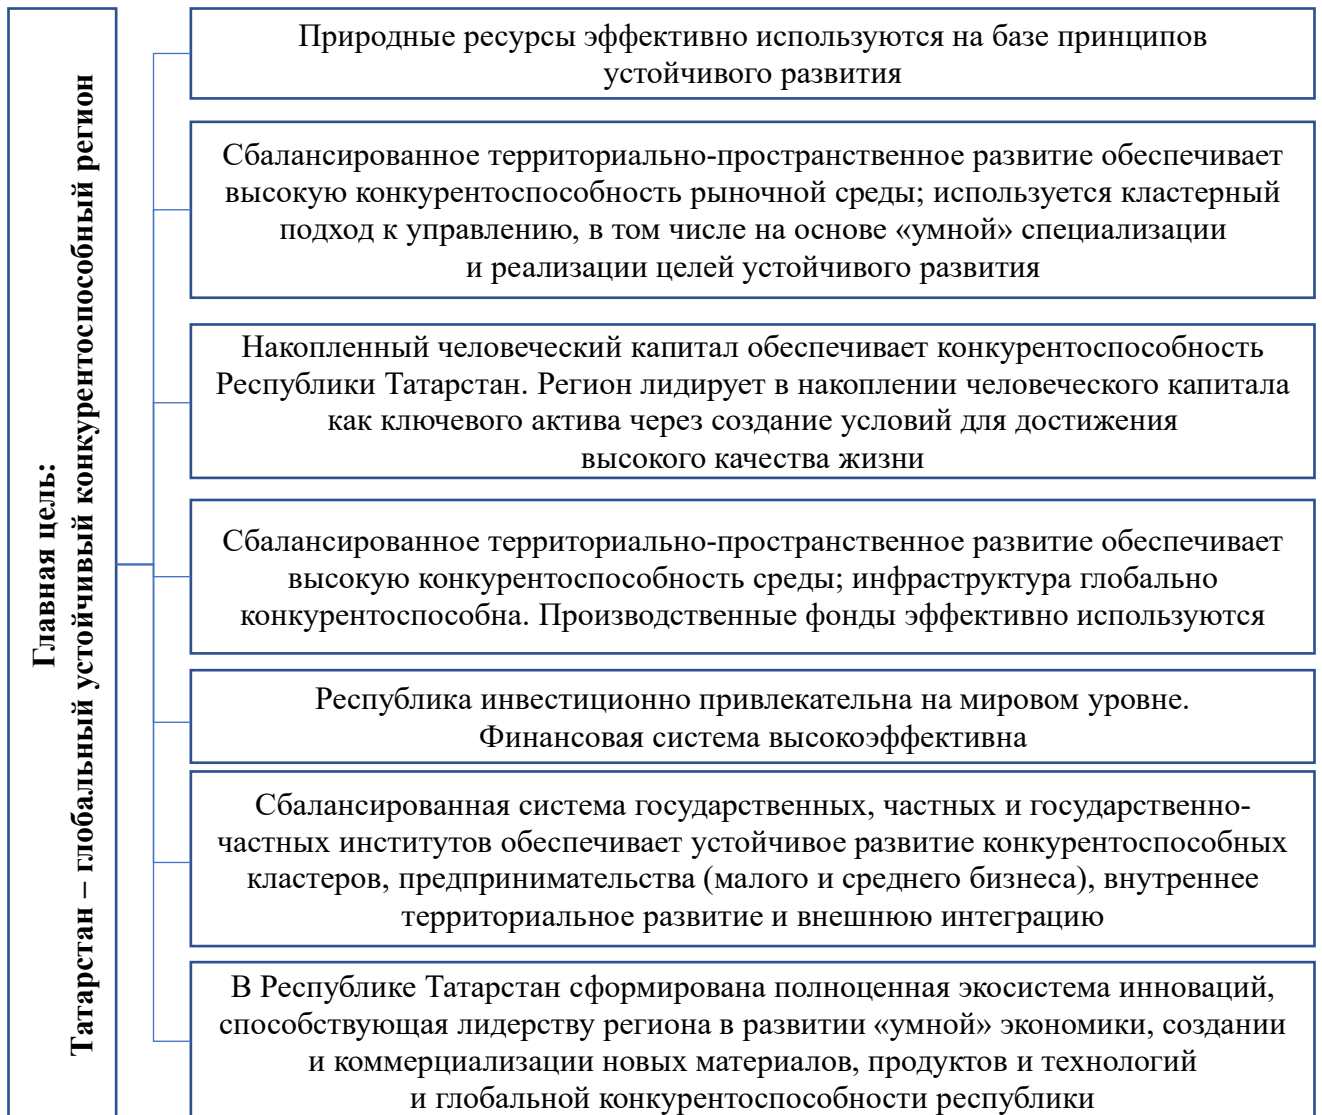 Главная цель:
Татарстан – глобальный устойчивый конкурентоспособный регион
Природные ресурсы эффективно используются на базе принципов
устойчивого развития
Сбалансированное территориально-пространственное развитие обеспечивает
высокую конкурентоспособность рыночной среды; используется кластерный
подход к управлению, в том числе на основе «умной» специализации
и реализации целей устойчивого развития
Накопленный человеческий капитал обеспечивает конкурентоспособность
Республики Татарстан. Регион лидирует в накоплении человеческого капитала
как ключевого актива через создание условий для достижения
высокого качества жизни
Сбалансированное территориально-пространственное развитие обеспечивает
высокую конкурентоспособность среды; инфраструктура глобально
конкурентоспособна. Производственные фонды эффективно используются
Республика инвестиционно привлекательна на мировом уровне.
Финансовая система высокоэффективна
Сбалансированная система государственных, частных и государственно-
частных институтов обеспечивает устойчивое развитие конкурентоспособных
кластеров, предпринимательства (малого и среднего бизнеса), внутреннее
территориальное развитие и внешнюю интеграцию
В Республике Татарстан сформирована полноценная экосистема инноваций,
способствующая лидерству региона в развитии «умной» экономики, создании
и коммерциализации новых материалов, продуктов и технологий
и глобальной конкурентоспособности республики